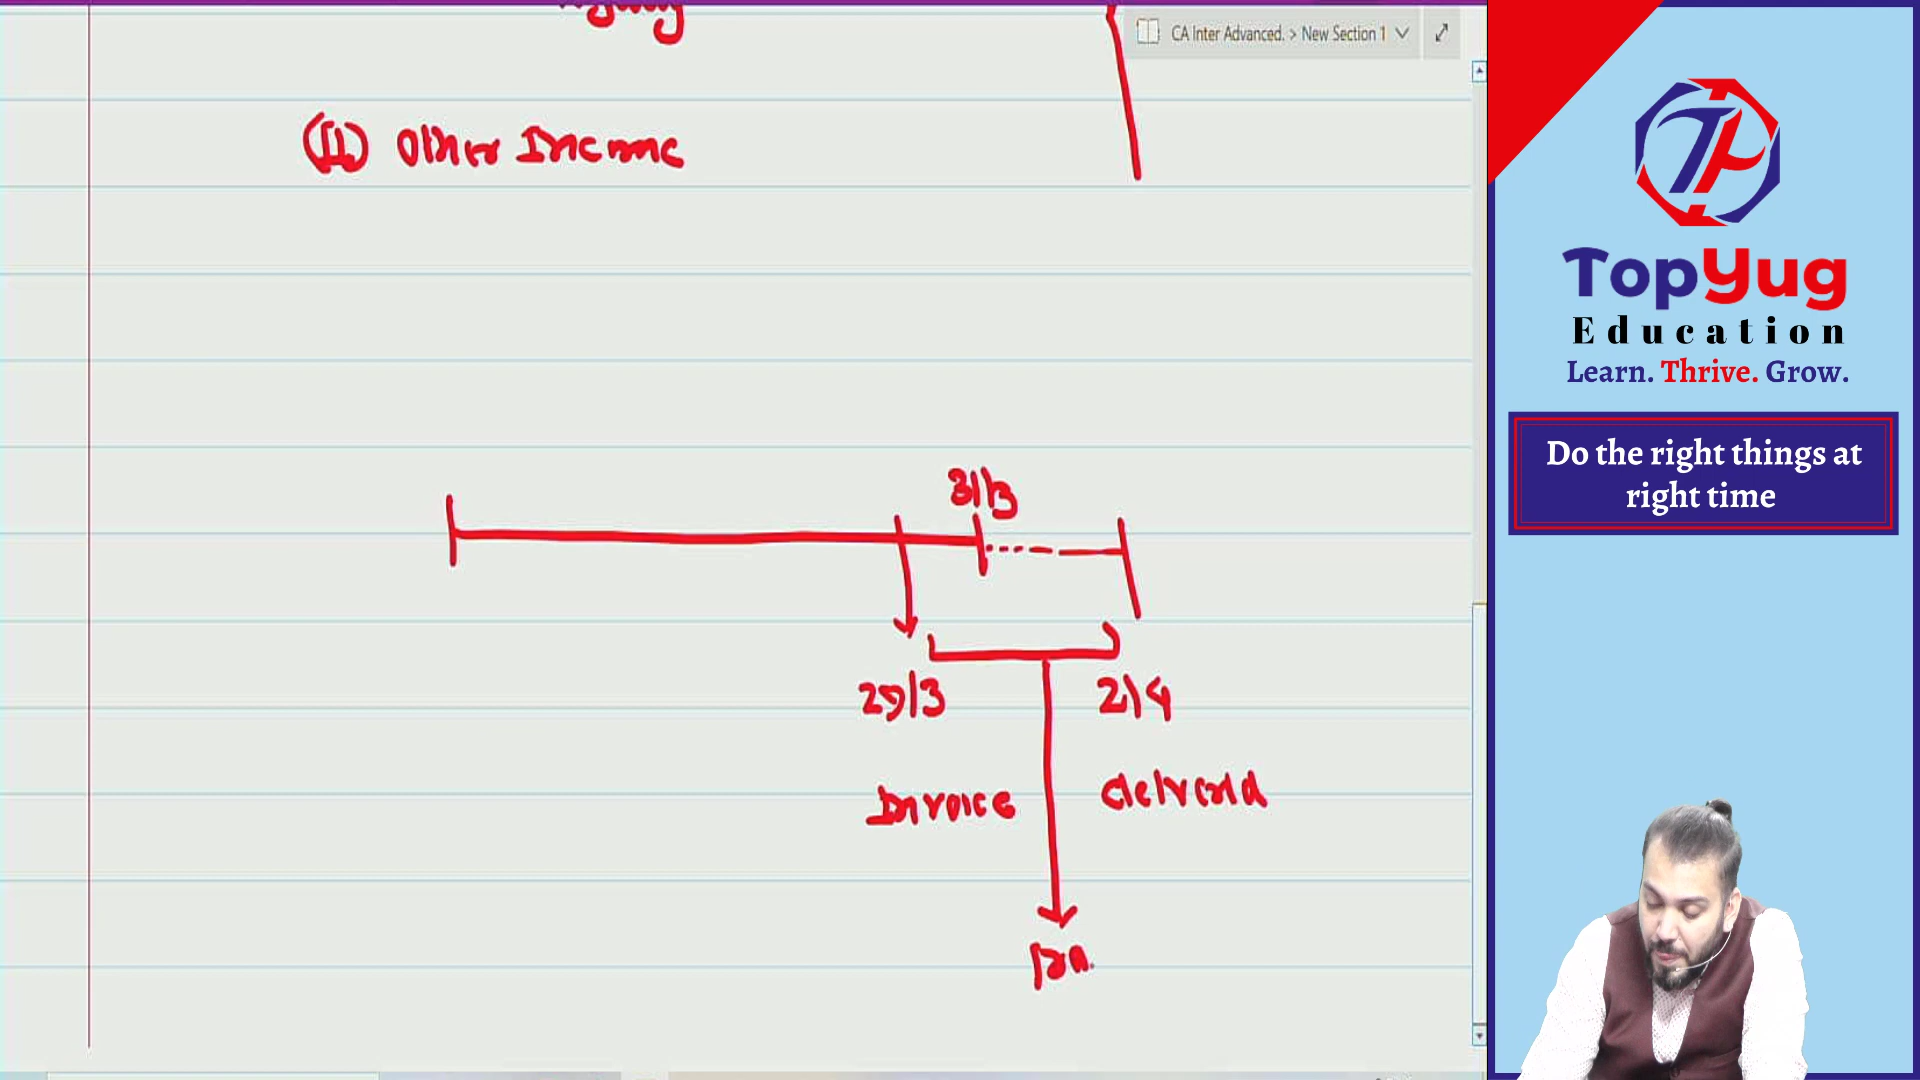 CA Inter Advanced. > New Section 1
(II) Other Income
31/3
29/3
2/4
Invoice
delivered
TopYug
Education
Learn. Thrive. Grow.
Do the right things at
right time